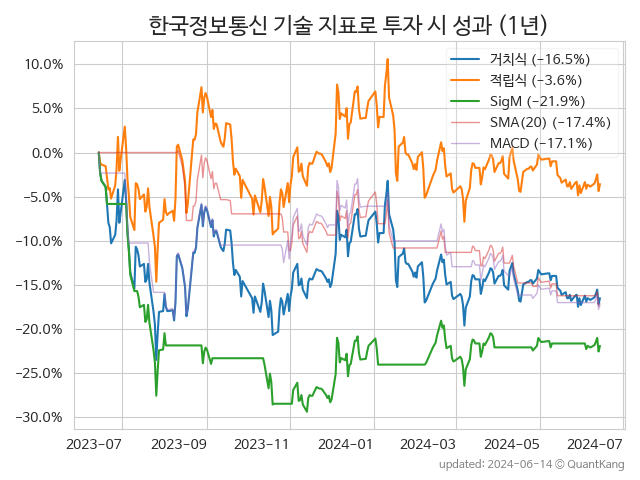 한국정보통신 기술 지표로 투자 시 성과 (1년)
거치식 (−16.5%)
적립식 (−3.6%)
SigM (−21.9%)
SMA(20) (−17.4%)
MACD (−17.1%)
10.0%
5.0%
0.0%
−5.0%
−10.0%
−15.0%
−20.0%
−25.0%
−30.0%
2023-07 2023-09 2023-11 2024-01 2024-03 2024-05 2024-07
updated: 2024-06-14 © QuantKang